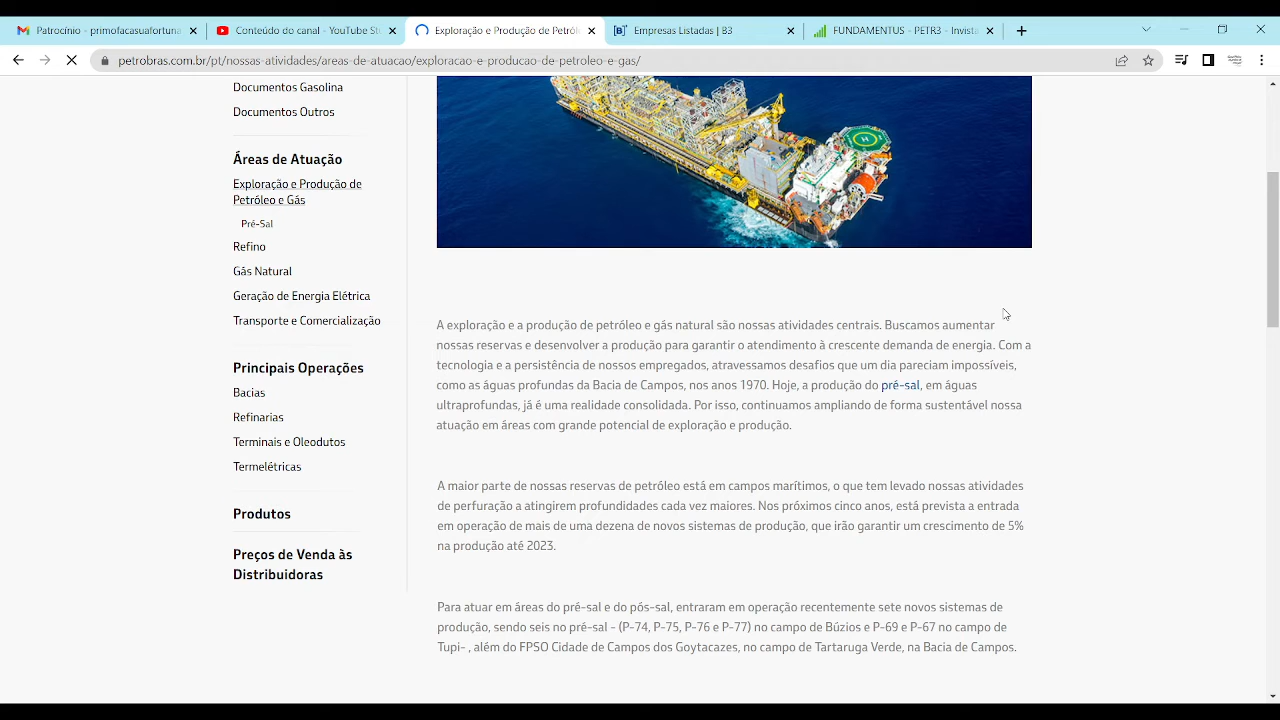 Patrocínio - primofacasuafortuna
Conteúdo do canal - YouTube St
Exploração e Produção de Petról
Empresas Listadas | B3
FUNDAMENTUS - PETR3 - Invista
petrobras.com.br/pt/nossas-atividades/areas-de-atuacao/exploracao-e-producao-de-petroleo-e-gas/
Documentos Gasolina
Documentos Outros
Áreas de Atuação
Exploração e Produção de
Petróleo e Gás
Pré-Sal
Refino
Gás Natural
Geração de Energia Elétrica
Transporte e Comercialização
Principais Operações
Bacias
Refinarias
Terminais e Oleodutos
Termelétricas
Produtos
Preços de Venda às
Distribuidoras
H
A exploração e a produção de petróleo e gás natural são nossas atividades centrais. Buscamos aumentar
nossas reservas e desenvolver a produção para garantir o atendimento à crescente demanda de energia. Com a
tecnologia e a persistência de nossos empregados, atravessamos desafios que um dia pareciam impossíveis,
como as águas profundas da Bacia de Campos, nos anos 1970. Hoje, a produção do pré-sal, em águas
ultraprofundas, já é uma realidade consolidada. Por isso, continuamos ampliando de forma sustentável nossa
atuação em áreas com grande potencial de exploração e produção.
A maior parte de nossas reservas de petróleo está em campos marítimos, o que tem levado nossas atividades
de perfuração a atingirem profundidades cada vez maiores. Nos próximos cinco anos, está prevista a entrada
em operação de mais de uma dezena de novos sistemas de produção, que irão garantir um crescimento de 5%
na produção até 2023.
Para atuar em áreas do pré-sal e do pós-sal, entraram em operação recentemente sete novos sistemas de
produção, sendo seis no pré-sal - (P-74, P-75, P-76 e P-77) no campo de Búzios e P-69 e P-67 no campo de
Tupi- , além do FPSO Cidade de Campos dos Goytacazes, no campo de Tartaruga Verde, na Bacia de Campos.